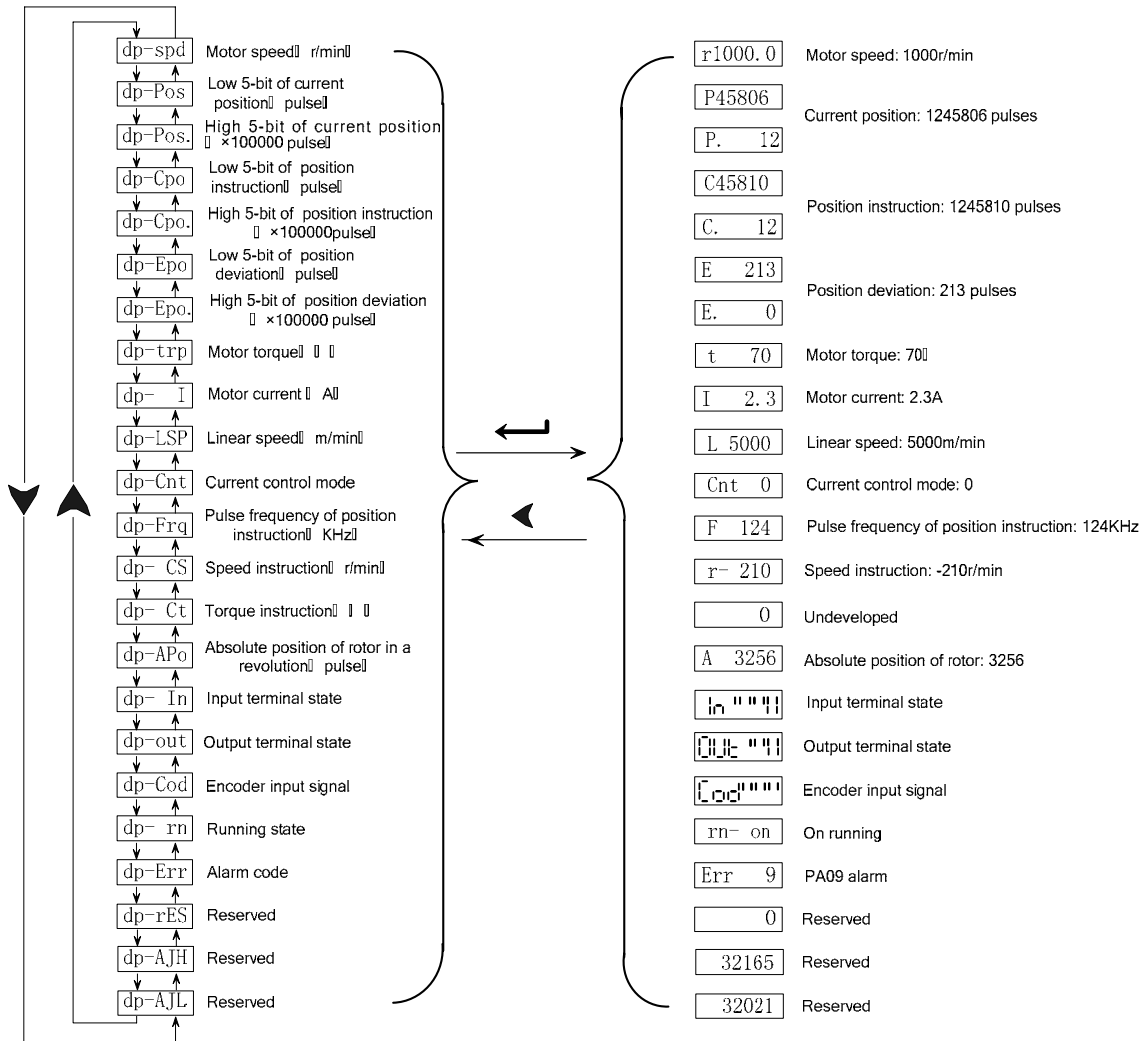 dp-spd Motor speed r/min
dp-Pos Low 5-bit of current
position pulse
dp-Pos. High 5-bit of current position
×100000 pulse
dp-Cpo Low 5-bit of position
instruction pulse
dp-Cpo. High 5-bit of position instruction
×100000pulse
dp-Epo Low 5-bit of position
deviation pulse
dp-Epo. High 5-bit of position deviation
×100000 pulse
dp-trp Motor torque
dp- I Motor current A
dp-LSP Linear speed m/min
dp-Cnt Current control mode
dp-Frq Pulse frequency of position
instruction KHz
dp- CS Speed instruction r/min
dp- Ct Torque instruction
dp-APo Absolute position of rotor in a
revolution pulse
dp- In Input terminal state
dp-out Output terminal state
dp-Cod Encoder input signal
dp- rn Running state
dp-Err Alarm code
dp-rES Reserved
dp-AJH Reserved
dp-AJL Reserved
r1000.0 Motor speed: 1000r/min
P45806
Current position: 1245806 pulses
P. 12
C45810
Position instruction: 1245810 pulses
C. 12
E 213
Position deviation: 213 pulses
E. 0
t 70 Motor torque: 70
I 2.3 Motor current: 2.3A
L 5000 Linear speed: 5000m/min
Cnt 0 Current control mode: 0
F 124 Pulse frequency of position instruction: 124KHz
r- 210 Speed instruction: -210r/min
0 Undeveloped
A 3256 Absolute position of rotor: 3256
In Input terminal state
OUt Output terminal state
Cod Encoder input signal
rn- on On running
Err 9 PA09 alarm
0 Reserved
32165 Reserved
32021 Reserved